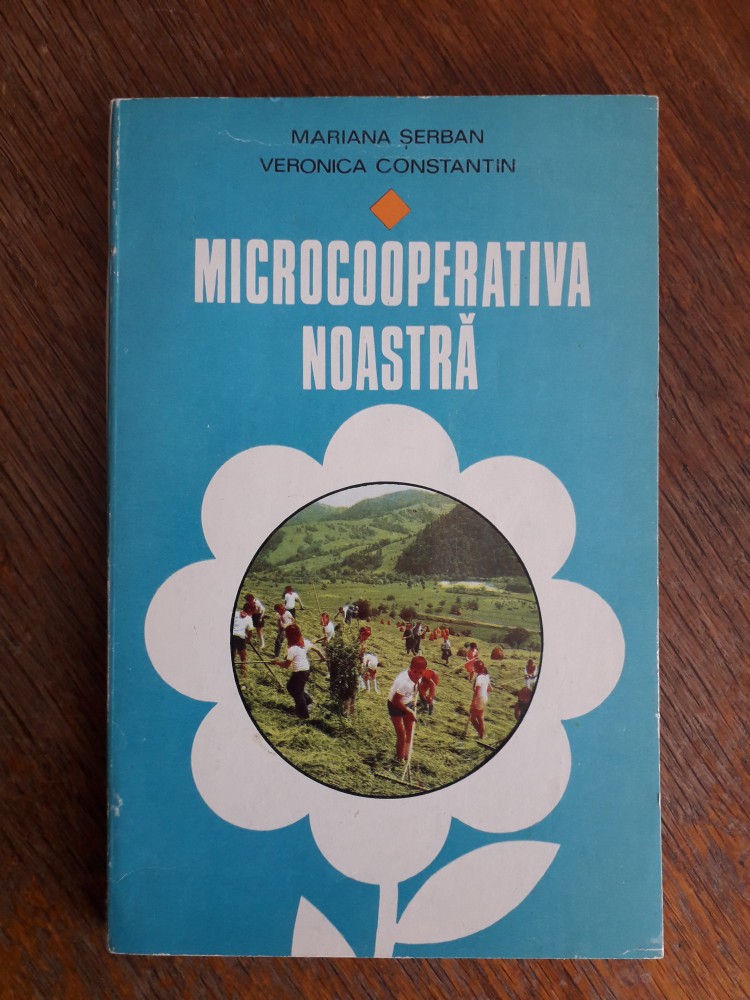 MARIANA ȘERBAN
VERONICA CONSTANTIN
MICROCOOPERATIVA
NOASTRĂ